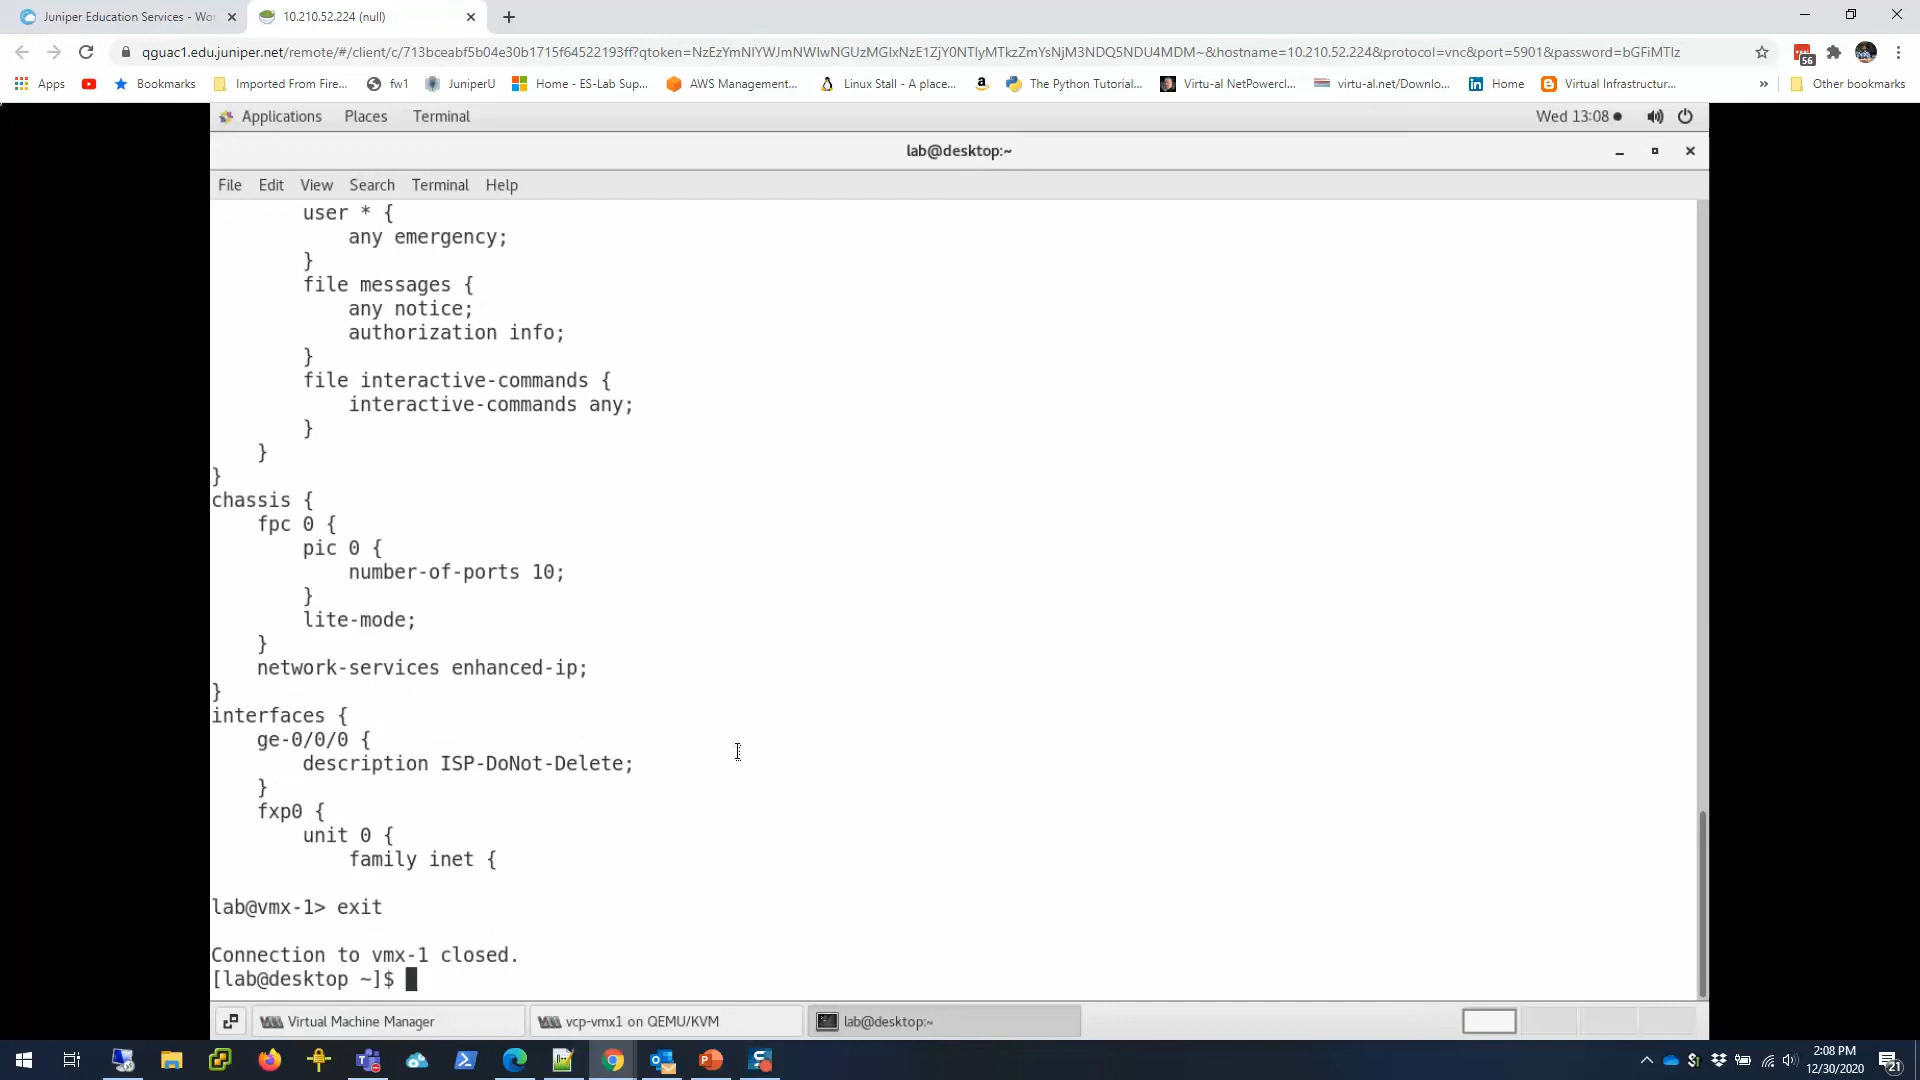 Juniper Education Services - Wor
10.210.52.224 (null)
qguac1.edu.juniper.net/remote/#/client/c/713bceabf5b04e30b1715f64522193ff?qtoken=NzEzYmNlYWJmNWIwNGUzMGIxNzE1ZjY0NTIyMTkzZmYsNjM3NDQ5NDU4MDM~&hostname=10.210.52.224&protocol=vnc&port=5901&password=bGFiMTIz
56
Apps
Bookmarks
Imported From Fire...
fw1
JuniperU
Home - ES-Lab Sup...
AWS Management...
Linux Stall - A place...
The Python Tutorial...
Virtu-al NetPowercl...
virtu-al.net/Downlo...
Home
Virtual Infrastructur...
»
Other bookmarks
Applications Places Terminal
Wed 13:08
lab@desktop:~
File Edit View Search Terminal Help
user * {
any emergency;
}
file messages {
any notice;
authorization info;
}
file interactive-commands {
interactive-commands any;
}
}
}
chassis {
fpc 0 {
pic 0 {
number-of-ports 10;
}
lite-mode;
}
network-services enhanced-ip;
}
interfaces {
ge-0/0/0 {
description ISP-DoNot-Delete;
}
fxp0 {
unit 0 {
family inet {
lab@vmx-1> exit
Connection to vmx-1 closed.
[lab@desktop ~]$
Virtual Machine Manager
vcp-vmx1 on QEMU/KVM
lab@desktop:~
2:08 PM
12/30/2020
21